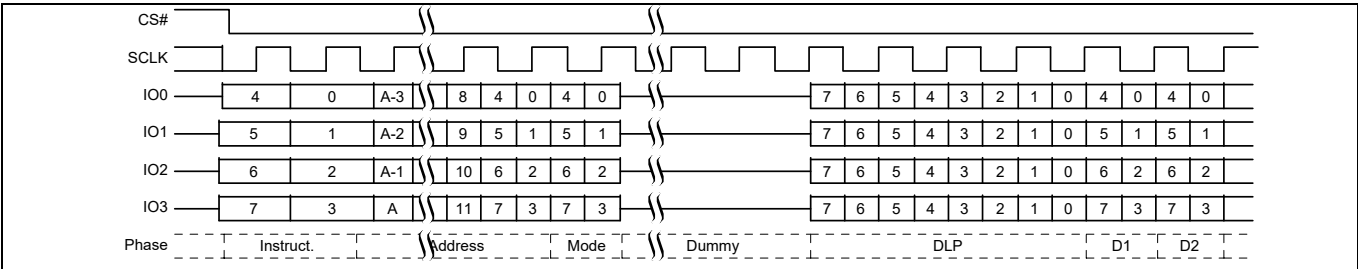 CS#
SCLK
IO0 4 0 A-3 8 4 0 4 0 7 6 5 4 3 2 1 0 4 0 4 0
IO1 5 1 A-2 9 5 1 5 1 7 6 5 4 3 2 1 0 5 1 5 1
IO2 6 2 A-1 10 6 2 6 2 7 6 5 4 3 2 1 0 6 2 6 2
IO3 7 3 A 11 7 3 7 3 7 6 5 4 3 2 1 0 7 3 7 3
Phase Instruct. Address Mode Dummy DLP D1 D2